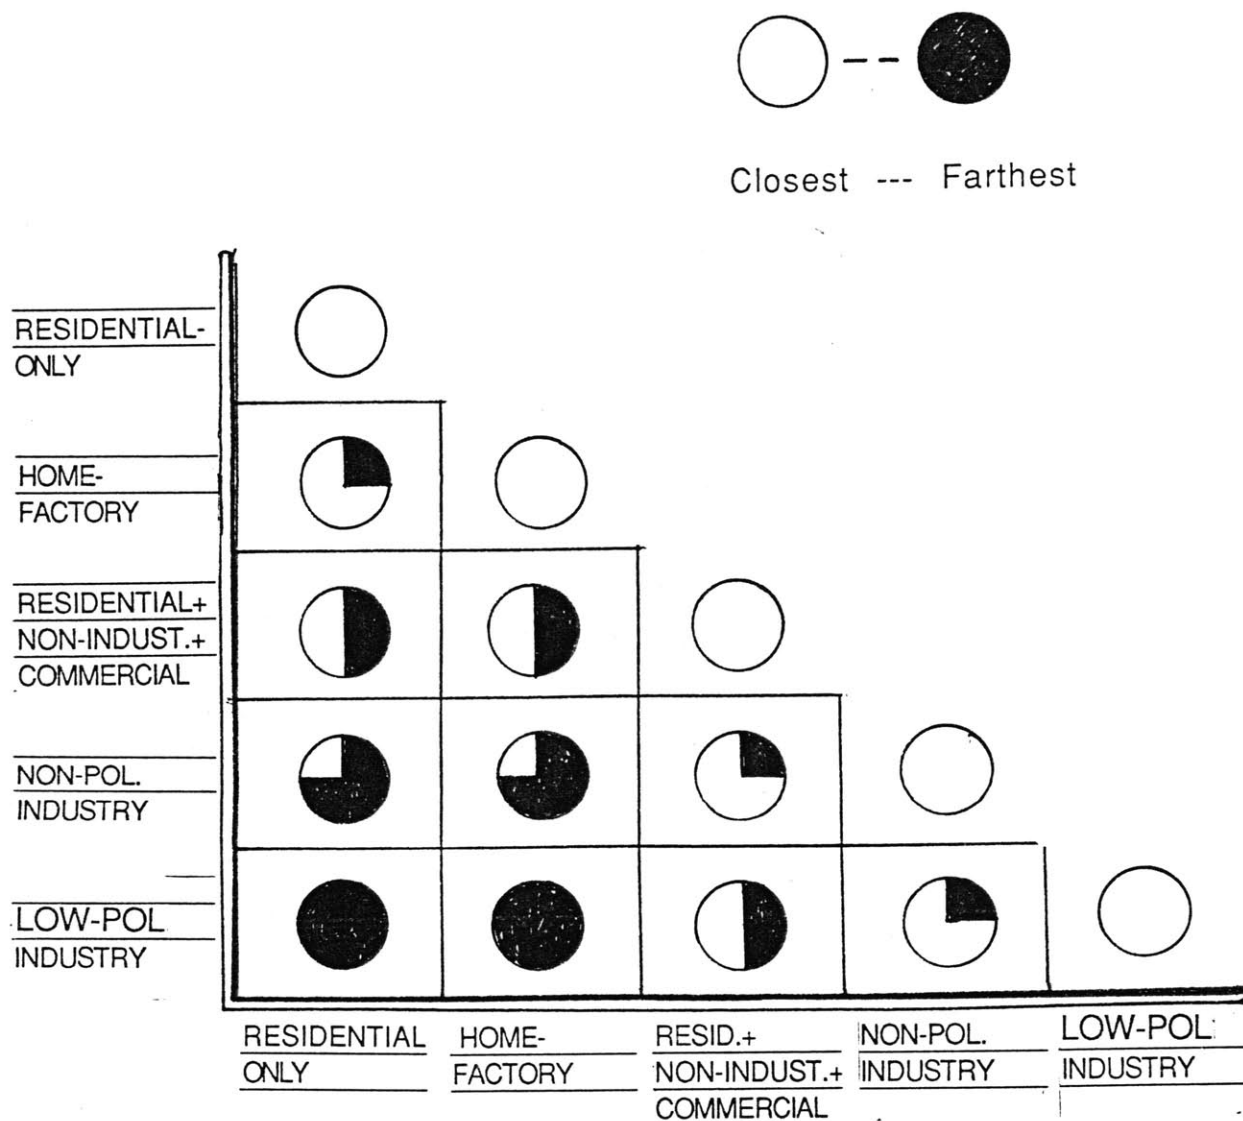 Closest --- Farthest
RESIDENTIAL-
ONLY
HOME-
FACTORY
RESIDENTIAL+
NON-INDUST.+
COMMERCIAL
NON-POL.
INDUSTRY
LOW-POL
INDUSTRY
RESIDENTIAL
ONLY
HOME-
FACTORY
RESID.+
NON-INDUST.+
COMMERCIAL
NON-POL.
INDUSTRY
LOW-POL
INDUSTRY